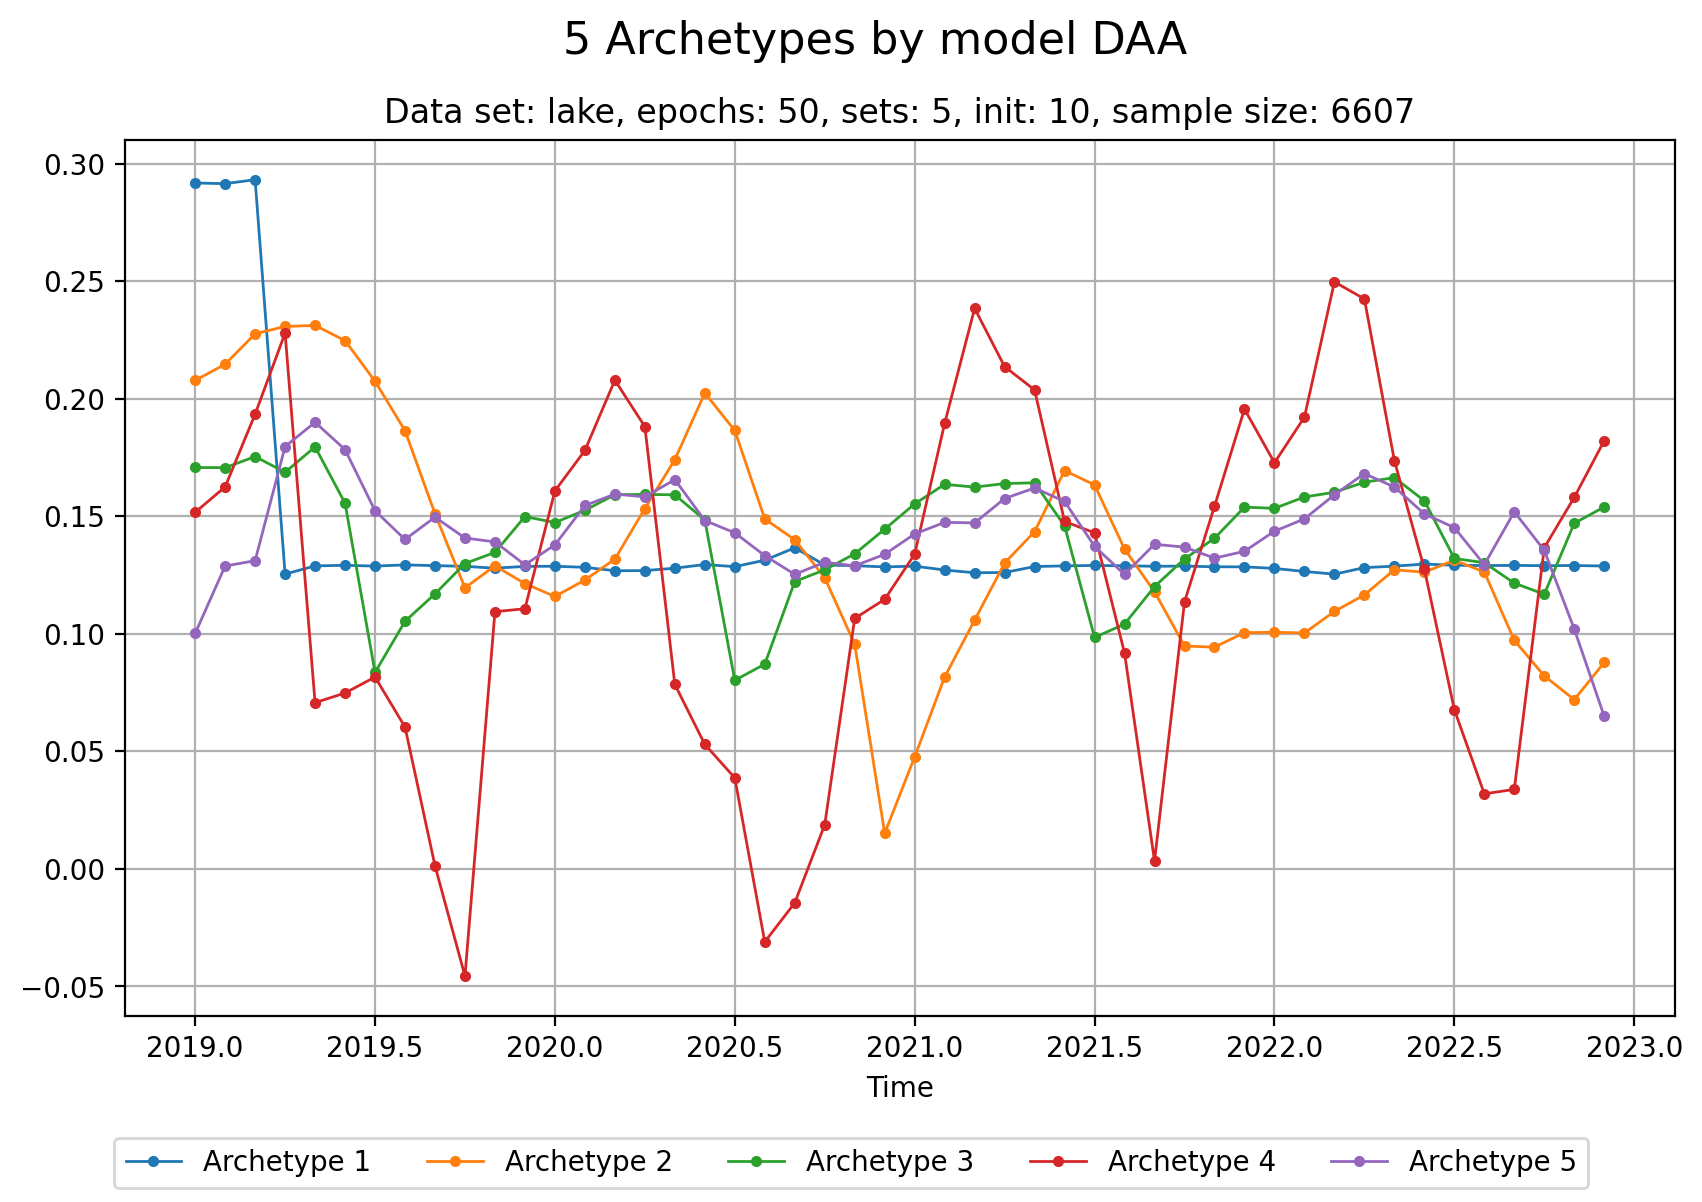 5 Archetypes by model DAA
Data set: lake, epochs: 50, sets: 5, init: 10, sample size: 6607
0.30
0.25
0.20
0.15
0.10
0.05
0.00
−0.05
2019.0 2019.5 2020.0 2020.5 2021.0 2021.5 2022.0 2022.5 2023.0
Time
Archetype 1 Archetype 2 Archetype 3 Archetype 4 Archetype 5